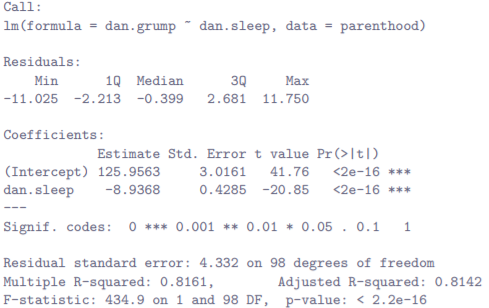 Call:
lm(formula = dan.grump ~ dan.sleep, data = parenthood)
Residuals:
Min 1Q Median 3Q Max
-11.025 -2.213 -0.399 2.681 11.750
Coefficients:
Estimate Std. Error t value Pr(>|t|)
(Intercept) 125.9563 3.0161 41.76 <2e-16 ***
dan.sleep -8.9368 0.4285 -20.85 <2e-16 ***
---
Signif. codes: 0 *** 0.001 ** 0.01 * 0.05 . 0.1 1
Residual standard error: 4.332 on 98 degrees of freedom
Multiple R-squared: 0.8161, Adjusted R-squared: 0.8142
F-statistic: 434.9 on 1 and 98 DF, p-value: < 2.2e-16